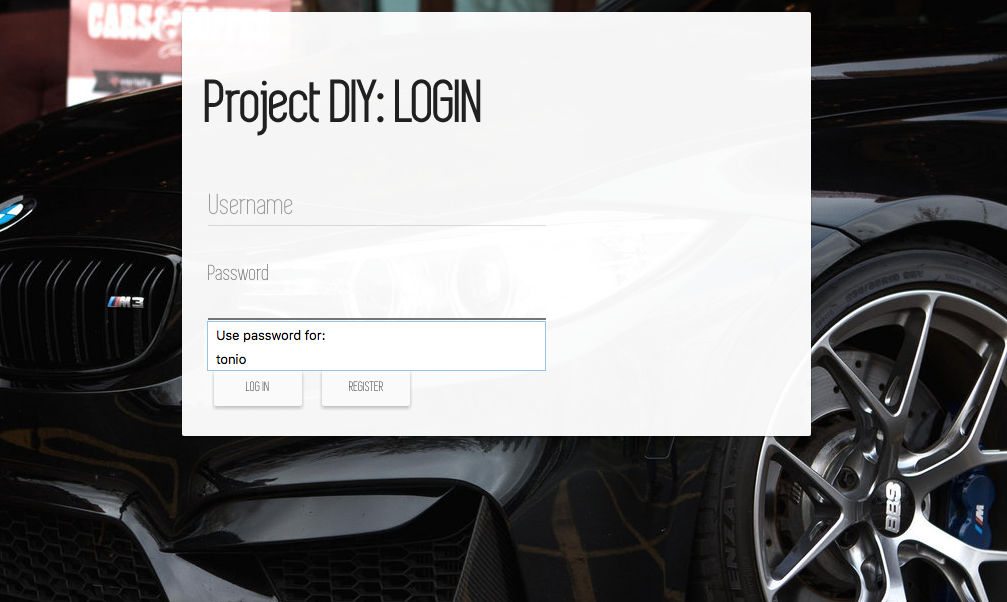 CARS & COFFEE
Project DIY: LOGIN
Username
Password
M3
Use password for:
tonio
LOG IN
REGISTER
BBS
M